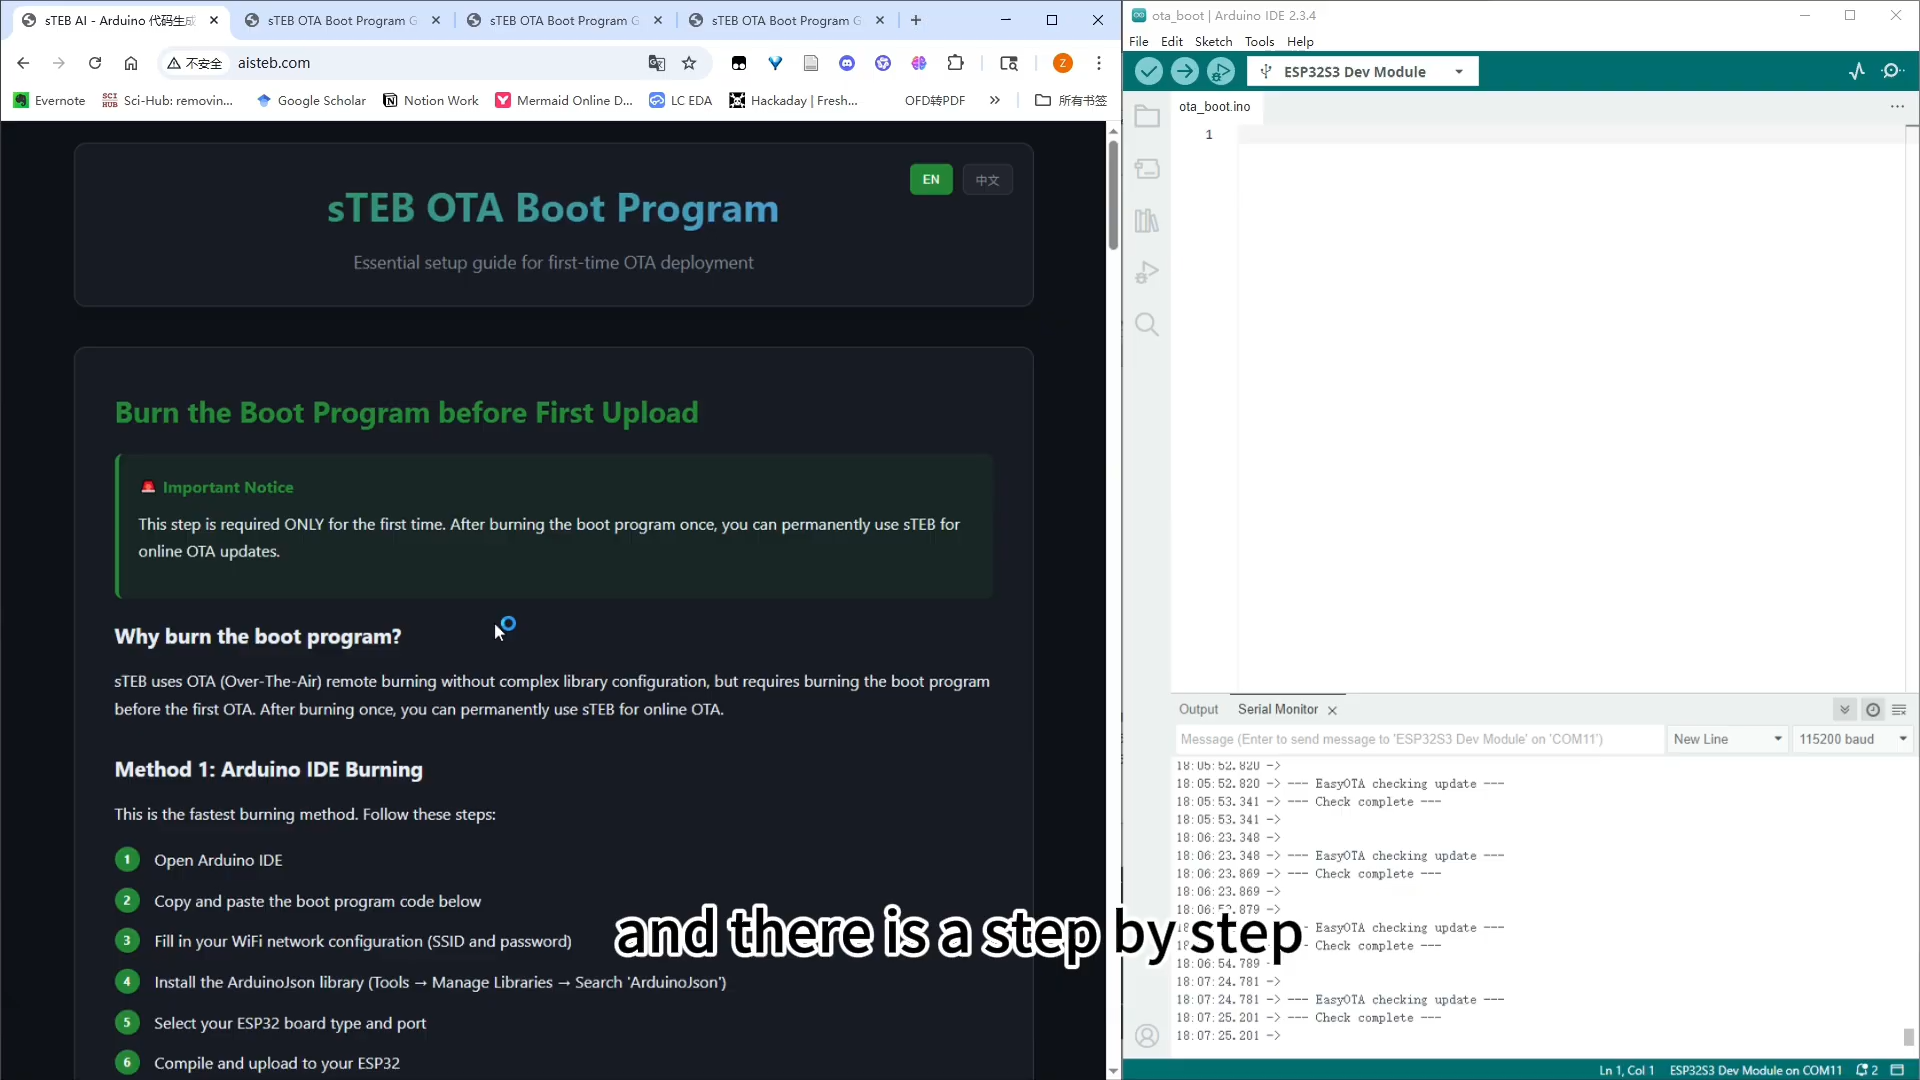 sTEB AI - Arduino 代码生成
sTEB OTA Boot Program G
sTEB OTA Boot Program G
sTEB OTA Boot Program G
不安全
aisteb.com
Z
Evernote
SCI HUB
Sci-Hub: removin...
Google Scholar
Notion Work
Mermaid Online D...
LC EDA
Hackaday | Fresh...
OFD转PDF
所有书签
EN
中文
sTEB OTA Boot Program
Essential setup guide for first-time OTA deployment
Burn the Boot Program before First Upload
Important Notice
This step is required ONLY for the first time. After burning the boot program once, you can permanently use sTEB for
online OTA updates.
Why burn the boot program?
sTEB uses OTA (Over-The-Air) remote burning without complex library configuration, but requires burning the boot program
before the first OTA. After burning once, you can permanently use sTEB for online OTA.
Method 1: Arduino IDE Burning
This is the fastest burning method. Follow these steps:
1 Open Arduino IDE
2 Copy and paste the boot program code below
3 Fill in your WiFi network configuration (SSID and password)
4 Install the ArduinoJson library (Tools → Manage Libraries → Search 'ArduinoJson')
5 Select your ESP32 board type and port
6 Compile and upload to your ESP32
and there is a step by step
ota_boot | Arduino IDE 2.3.4
File Edit Sketch Tools Help
ESP32S3 Dev Module
ota_boot.ino
1
Output
Serial Monitor
Message (Enter to send message to 'ESP32S3 Dev Module' on 'COM11')
New Line
115200 baud
18:05:52.820 ->
18:05:52.820 -> --- EasyOTA checking update ---
18:05:53.341 -> --- Check complete ---
18:05:53.341 ->
18:06:23.348 ->
18:06:23.348 -> --- EasyOTA checking update ---
18:06:23.869 -> --- Check complete ---
18:06:23.869 ->
EasyOTA checking update ---
Check complete ---
18:06:54.789
18:07:24.781 ->
18:07:24.781 -> --- EasyOTA checking update ---
18:07:25.201 -> --- Check complete ---
18:07:25.201 ->
Ln 1, Col 1
ESP32S3 Dev Module on COM11
2